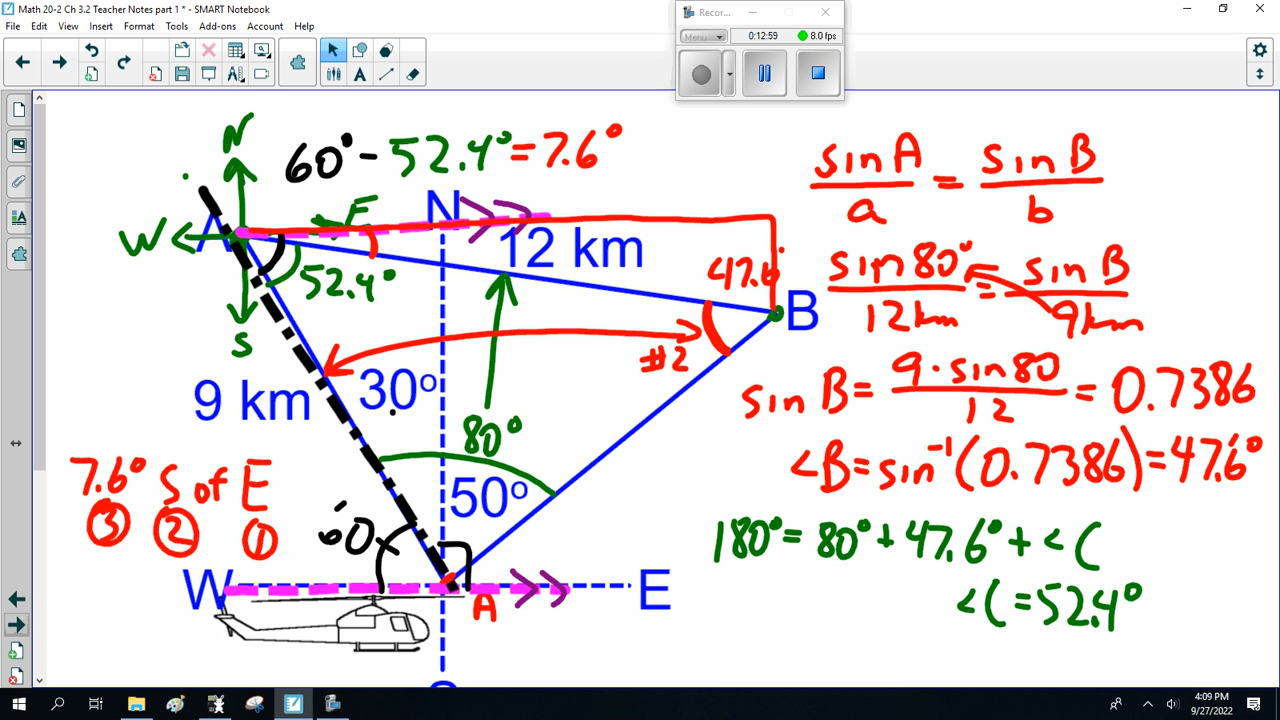 Math 20-2 Ch 3.2 Teacher Notes part 1 * - SMART Notebook
File Edit View Insert Format Tools Add-ons Account Help
Recor...
Menu
0:12:59 8.0 fps
N
60° - 52.4° = 7.6°
sin A / a = sin B / b
W A E N
12 km
52.4°
S
47.6
B
sin 80° / 12 km = sin B / 9 km
#2
9 km
30°
80°
50°
sin B = 9 · sin 80 / 12 = 0.7386
<B = sin⁻¹(0.7386) = 47.6°
7.6° S of E
3 2 1
60
180° = 80° + 47.6° + <C
<C = 52.4°
W E
A
4:09 PM
9/27/2022